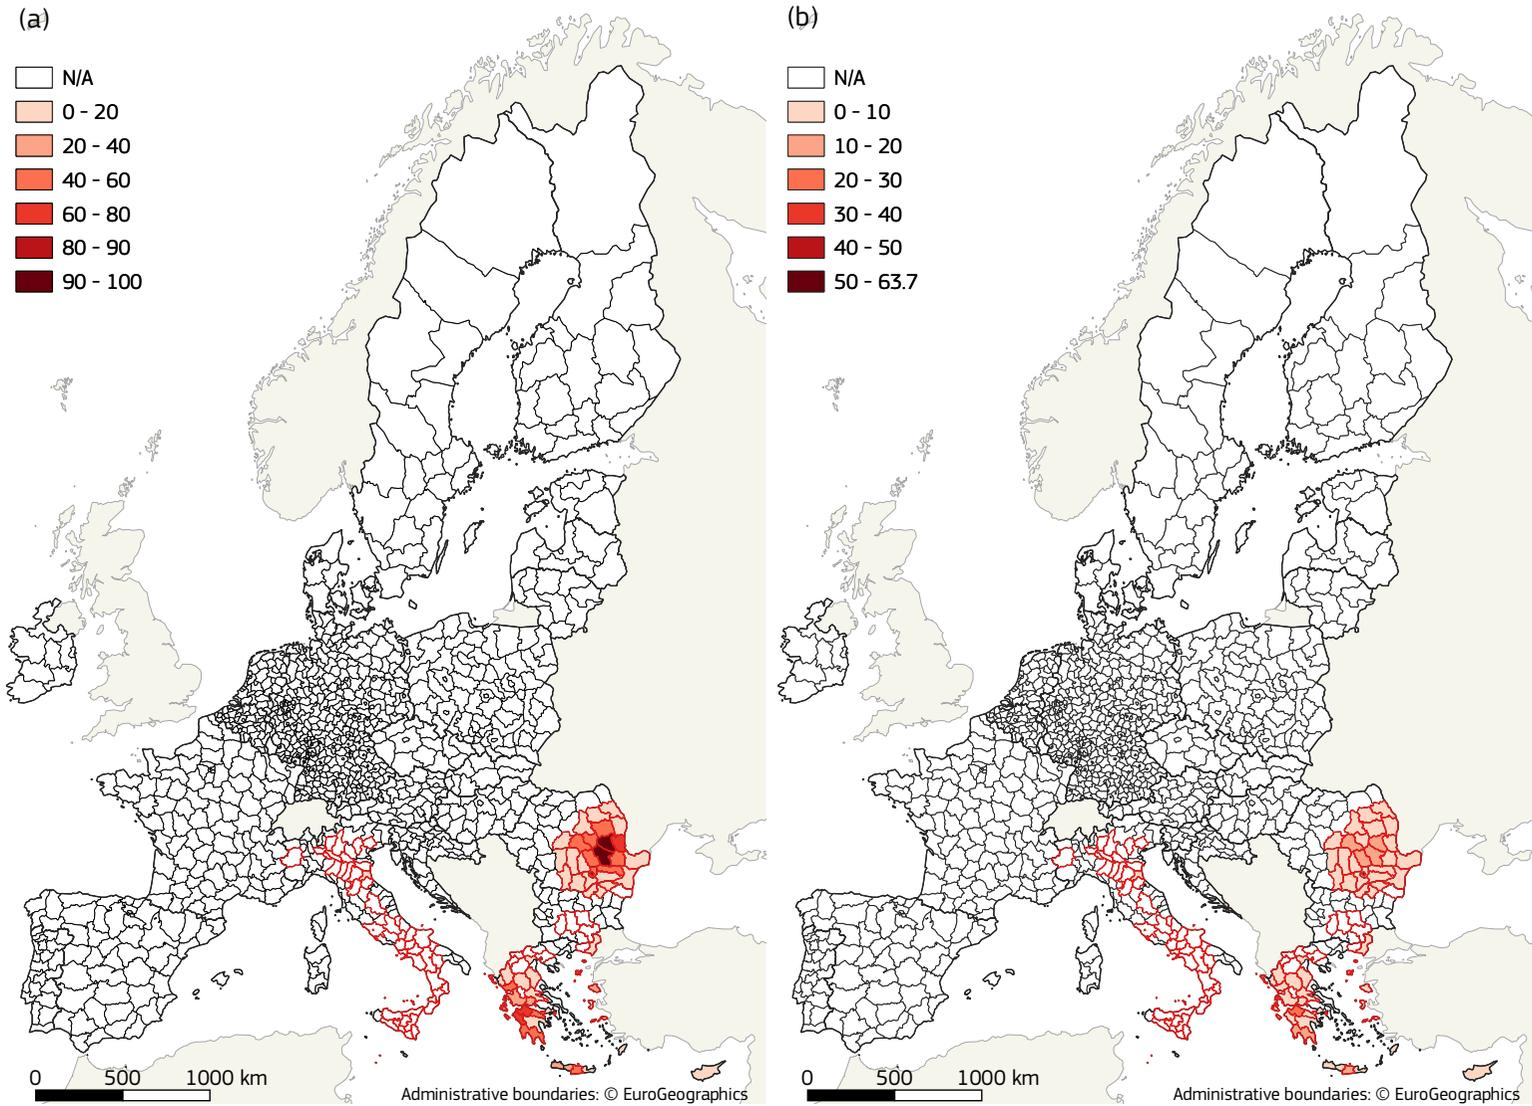 (a)
N/A
0 - 20
20 - 40
40 - 60
60 - 80
80 - 90
90 - 100
0 500 1000 km
Administrative boundaries: © EuroGeographics
(b)
N/A
0 - 10
10 - 20
20 - 30
30 - 40
40 - 50
50 - 63.7
0 500 1000 km
Administrative boundaries: © EuroGeographics